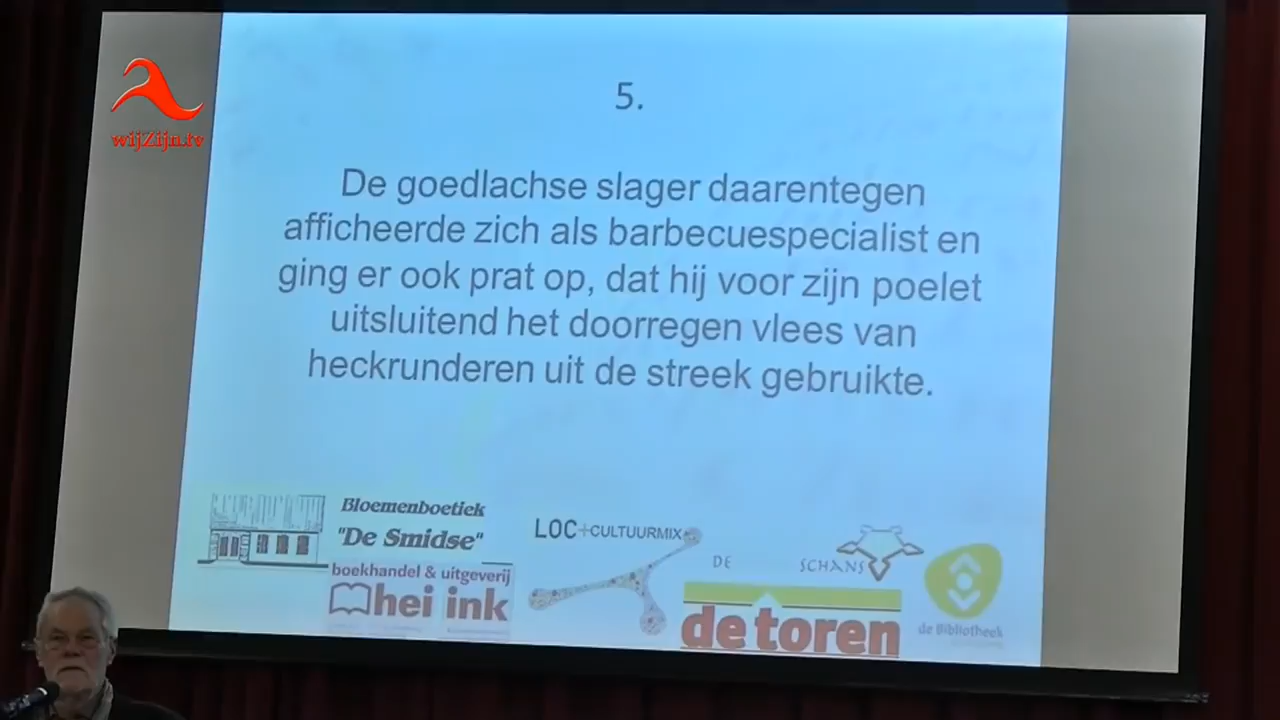 wijZijn.tv
5.
De goedlachse slager daarentegen
afficheerde zich als barbecuespecialist en
ging er ook prat op, dat hij voor zijn poelet
uitsluitend het doorregen vlees van
heckrunderen uit de streek gebruikte.
Bloemenboetiek
"De Smidse"
boekhandel & uitgeverij
heinink
LOC+CULTUURMIX
DE SCHANS
de toren
de Bibliotheek